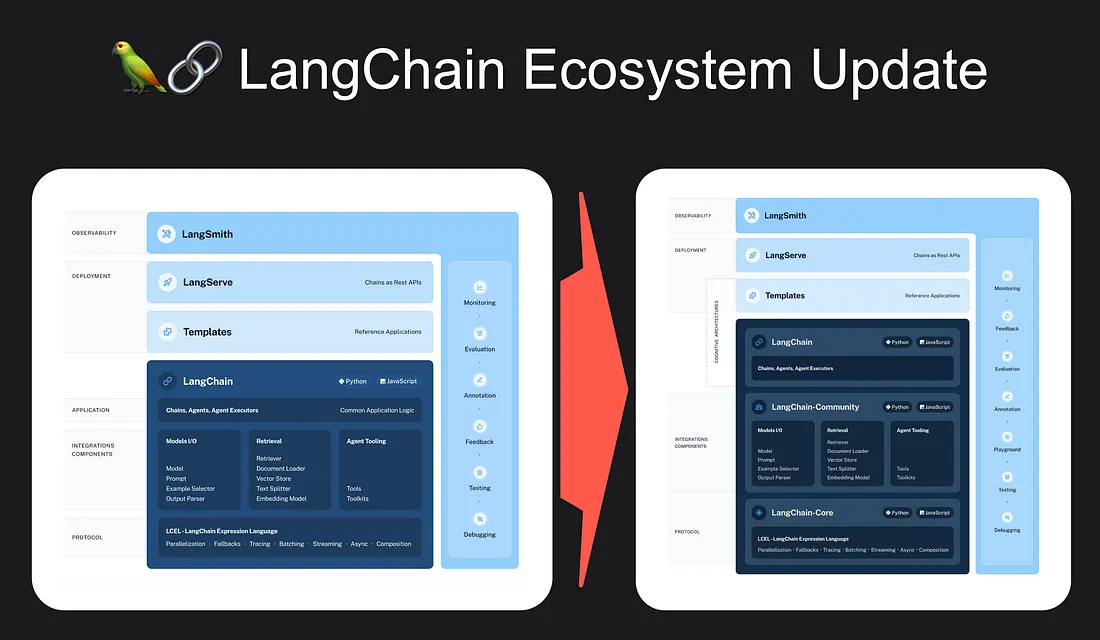 LangChain Ecosystem Update
OBSERVABILITY
LangSmith
DEPLOYMENT
LangServe
Chains as Rest APIs
Templates
Reference Applications
LangChain
Python
JavaScript
APPLICATION
Chains, Agents, Agent Executors
Common Application Logic
INTEGRATIONS
COMPONENTS
Models I/O
Model
Prompt
Example Selector
Output Parser
Retrieval
Retriever
Document Loader
Vector Store
Text Splitter
Embedding Model
Agent Tooling
Tools
Toolkits
PROTOCOL
LCEL - LangChain Expression Language
Parallelization · Fallbacks · Tracing · Batching · Streaming · Async · Composition
Monitoring
Evaluation
Annotation
Feedback
Testing
Debugging
OBSERVABILITY
LangSmith
DEPLOYMENT
LangServe
Chains as Rest APIs
Templates
Reference Applications
COGNITIVE ARCHITECTURES
LangChain
Python
JavaScript
Chains, Agents, Agent Executors
LangChain-Community
Python
JavaScript
INTEGRATIONS
COMPONENTS
Models I/O
Model
Prompt
Example Selector
Output Parser
Retrieval
Retriever
Document Loader
Vector Store
Text Splitter
Embedding Model
Agent Tooling
Tools
Toolkits
LangChain-Core
Python
JavaScript
PROTOCOL
LCEL - LangChain Expression Language
Parallelization · Fallbacks · Tracing · Batching · Streaming · Async · Composition
Monitoring
Feedback
Evaluation
Annotation
Playground
Testing
Debugging